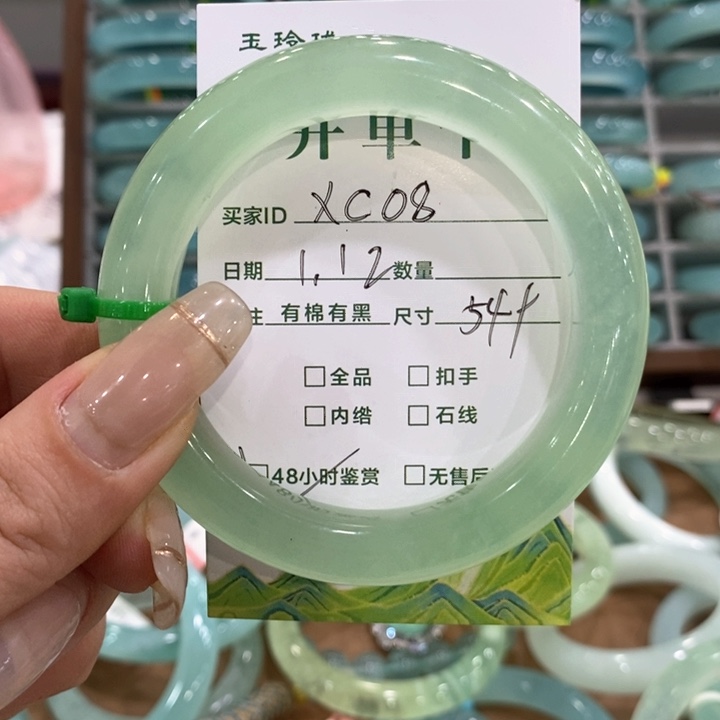 玉玲珑
开单卡
买家ID XC08
日期 1.12 数量
有棉有黑 尺寸 54+
□全品 □扣手
□内绺 □石线
□48小时鉴赏 □无售后